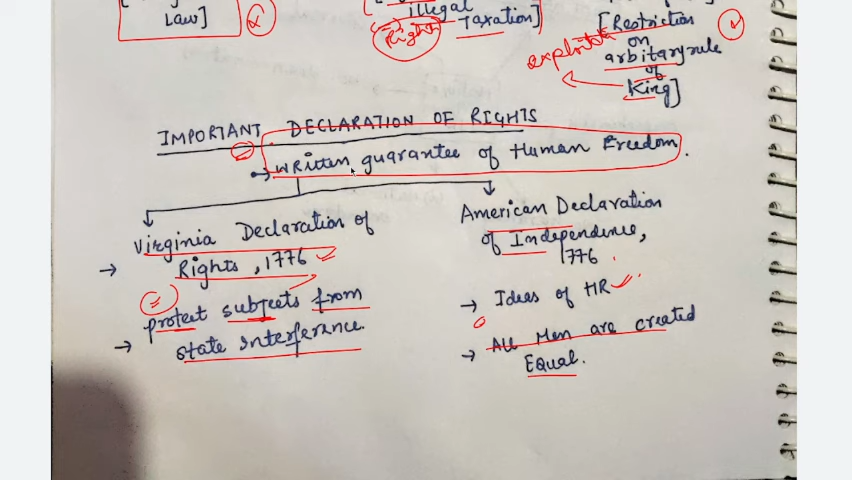 Law]
illegal
Taxation]
Rights
[Restriction
on
exploita
arbitary rule
of
King]
IMPORTANT DECLARATION OF RIGHTS
→ Written guarantee of Human Freedom.
Virginia Declaration of
→ Rights, 1776
protect subjects from
→ state interference.
American Declaration
of Independence,
1776
→ Ideas of HR
→ All Men are created
Equal.